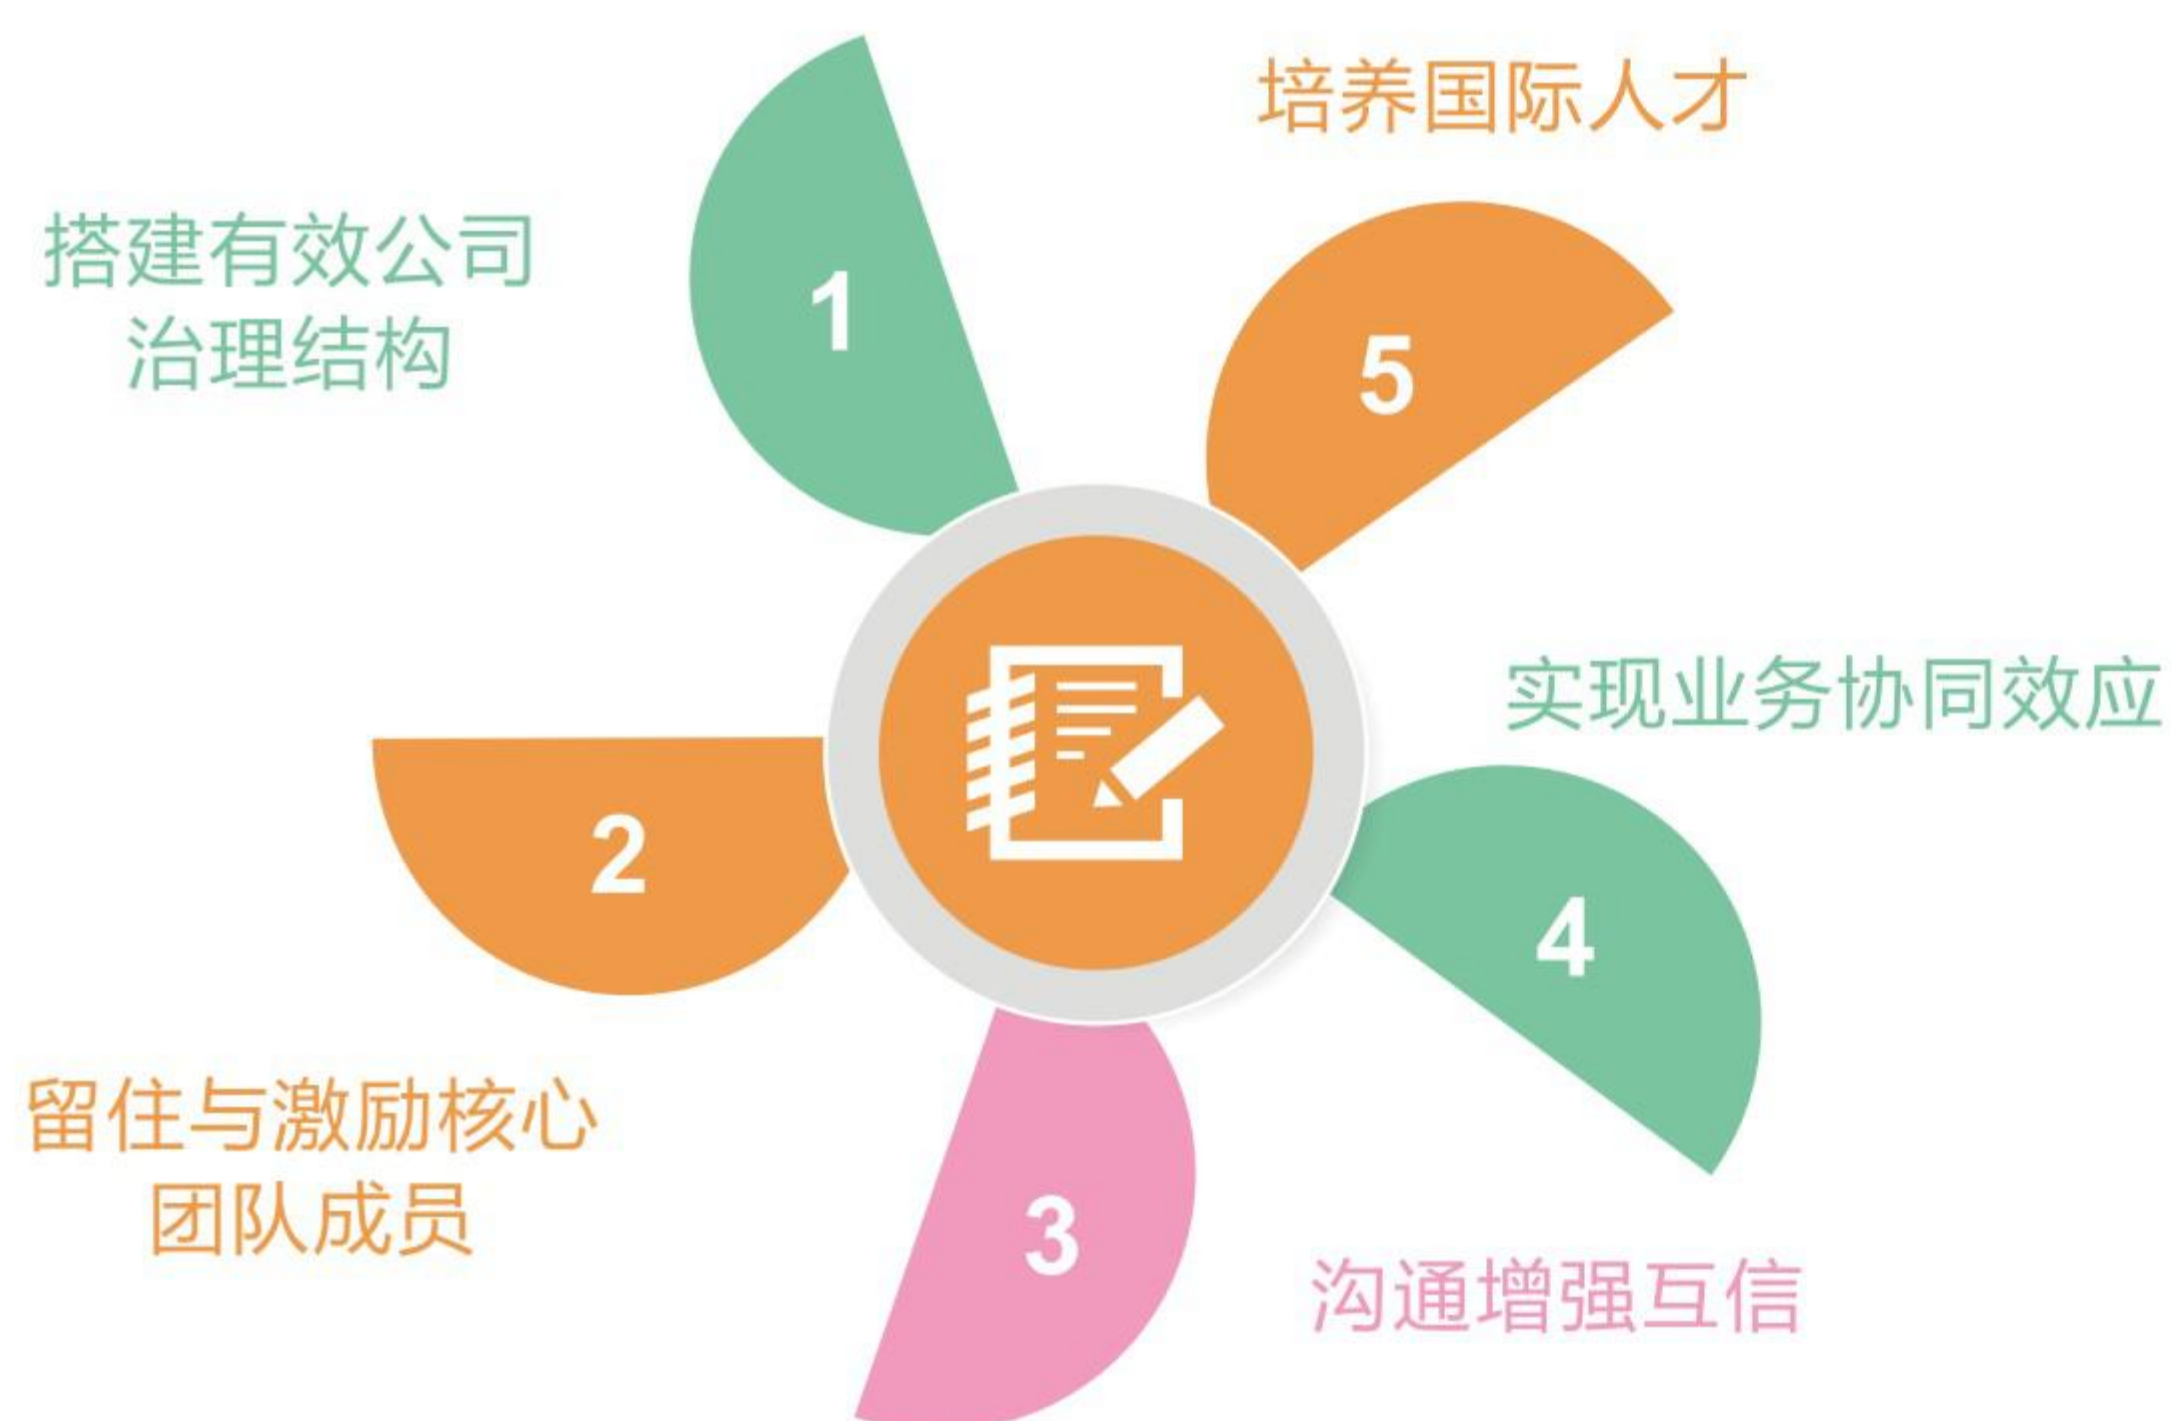 搭建有效公司
治理结构
1
留住与激励核心
团队成员
2
沟通增强互信
3
实现业务协同效应
4
培养国际人才
5